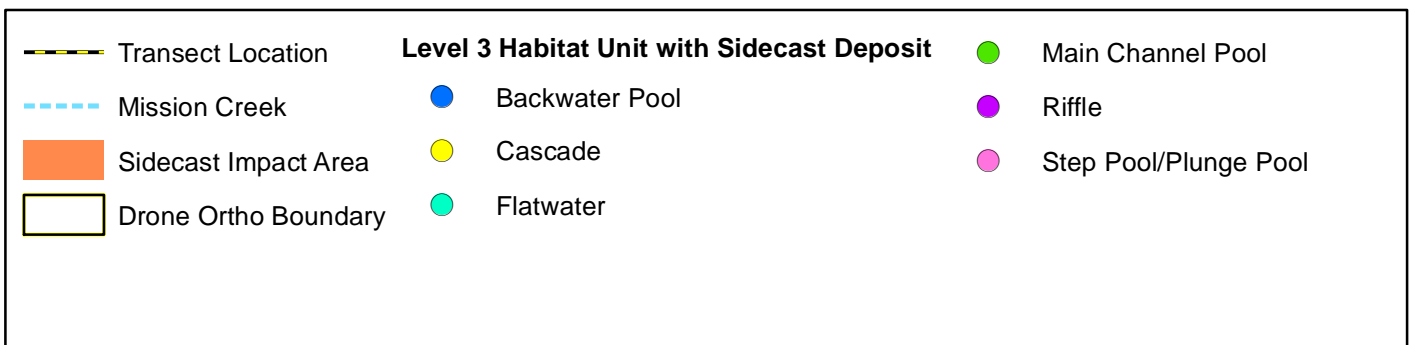 Transect Location
Mission Creek
Sidecast Impact Area
Drone Ortho Boundary
Level 3 Habitat Unit with Sidecast Deposit
Backwater Pool
Cascade
Flatwater
Main Channel Pool
Riffle
Step Pool/Plunge Pool